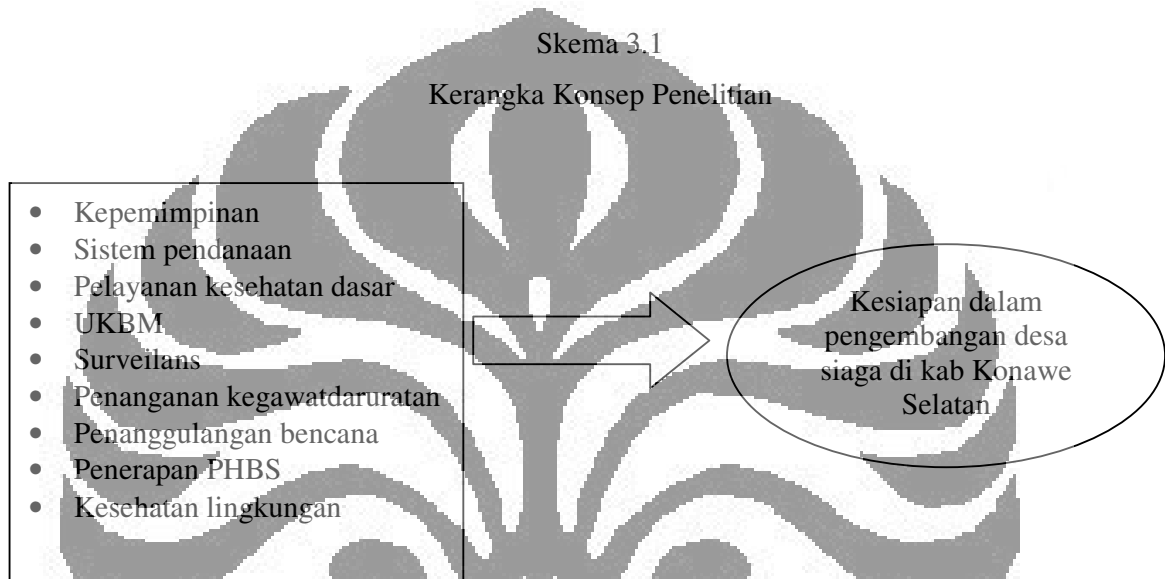 Skema 3.1
Kerangka Konsep Penelitian
• Kepemimpinan
• Sistem pendanaan
• Pelayanan kesehatan dasar
• UKBM
• Surveilans
• Penanganan kegawatdaruratan
• Penanggulangan bencana
• Penerapan PHBS
• Kesehatan lingkungan
Kesiapan dalam
pengembangan desa
siaga di kab Konawe
Selatan